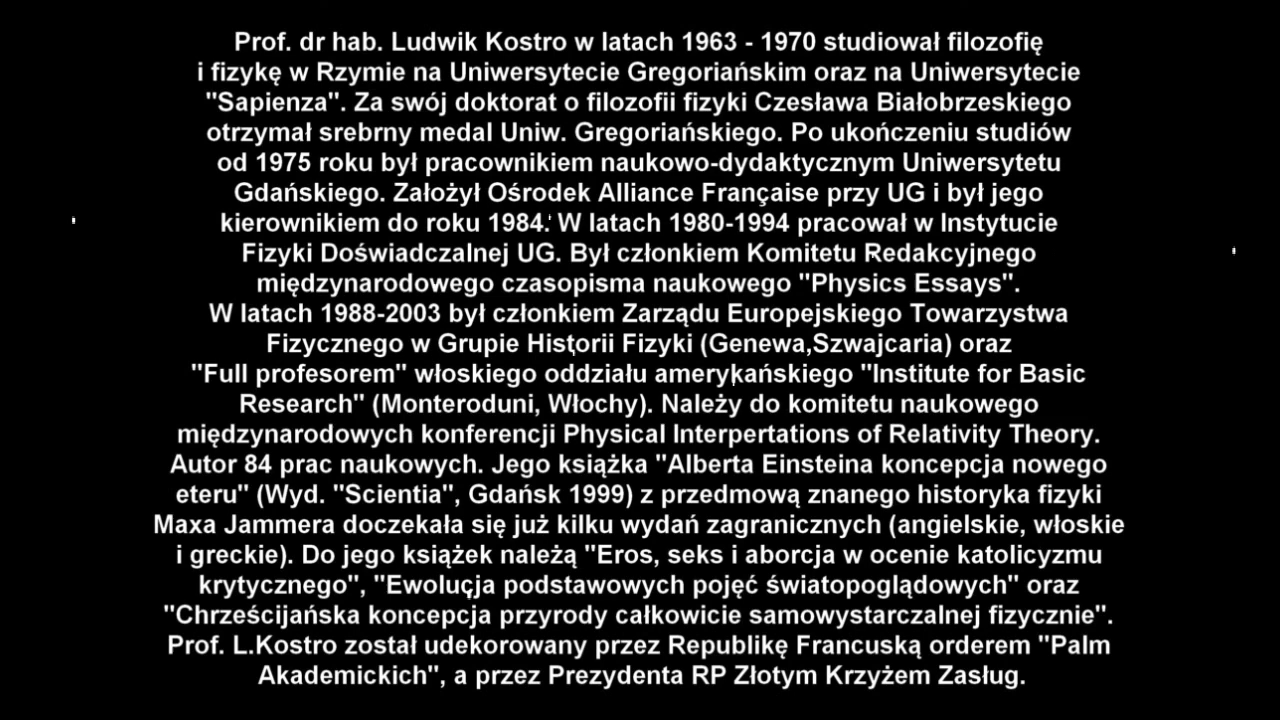 Prof. dr hab. Ludwik Kostro w latach 1963 - 1970 studiował filozofię
i fizykę w Rzymie na Uniwersytecie Gregoriańskim oraz na Uniwersytecie
"Sapienza". Za swój doktorat o filozofii fizyki Czesława Białobrzeskiego
otrzymał srebrny medal Uniw. Gregoriańskiego. Po ukończeniu studiów
od 1975 roku był pracownikiem naukowo-dydaktycznym Uniwersytetu
Gdańskiego. Założył Ośrodek Alliance Française przy UG i był jego
kierownikiem do roku 1984. W latach 1980-1994 pracował w Instytucie
Fizyki Doświadczalnej UG. Był członkiem Komitetu Redakcyjnego
międzynarodowego czasopisma naukowego "Physics Essays".
W latach 1988-2003 był członkiem Zarządu Europejskiego Towarzystwa
Fizycznego w Grupie Historii Fizyki (Genewa,Szwajcaria) oraz
"Full profesorem" włoskiego oddziału amerykańskiego "Institute for Basic
Research" (Monteroduni, Włochy). Należy do komitetu naukowego
międzynarodowych konferencji Physical Interpertations of Relativity Theory.
Autor 84 prac naukowych. Jego książka "Alberta Einsteina koncepcja nowego
eteru" (Wyd. "Scientia", Gdańsk 1999) z przedmową znanego historyka fizyki
Maxa Jammera doczekała się już kilku wydań zagranicznych (angielskie, włoskie
i greckie). Do jego książek należą "Eros, seks i aborcja w ocenie katolicyzmu
krytycznego", "Ewolucja podstawowych pojęć światopoglądowych" oraz
"Chrześcijańska koncepcja przyrody całkowicie samowystarczalnej fizycznie".
Prof. L.Kostro został udekorowany przez Republikę Francuską orderem "Palm
Akademickich", a przez Prezydenta RP Złotym Krzyżem Zasług.